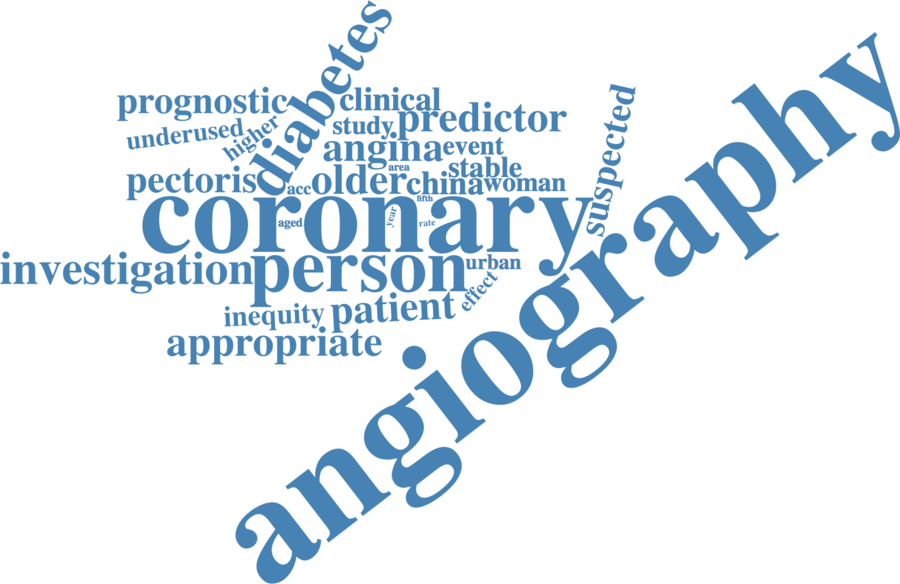 diabetes
angiography
prognostic
clinical
underused
higher
study
predictor
suspected
angina
event
area
stable
pectoris
acc
older
china
woman
fifth
coronary
aged
year
rate
investigation
person
urban
effect
inequity
patient
appropriate